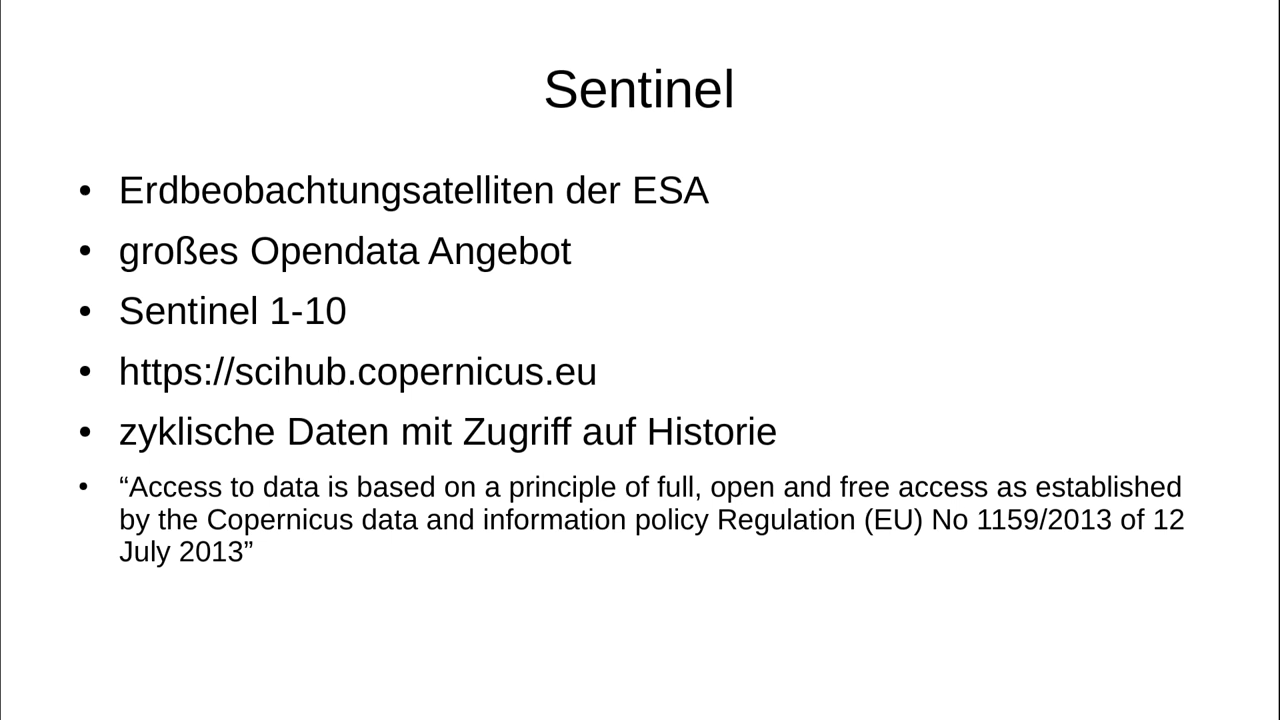 Sentinel
• Erdbeobachtungsatelliten der ESA
• großes Opendata Angebot
• Sentinel 1-10
• https://scihub.copernicus.eu
• zyklische Daten mit Zugriff auf Historie
• “Access to data is based on a principle of full, open and free access as established
by the Copernicus data and information policy Regulation (EU) No 1159/2013 of 12
July 2013”